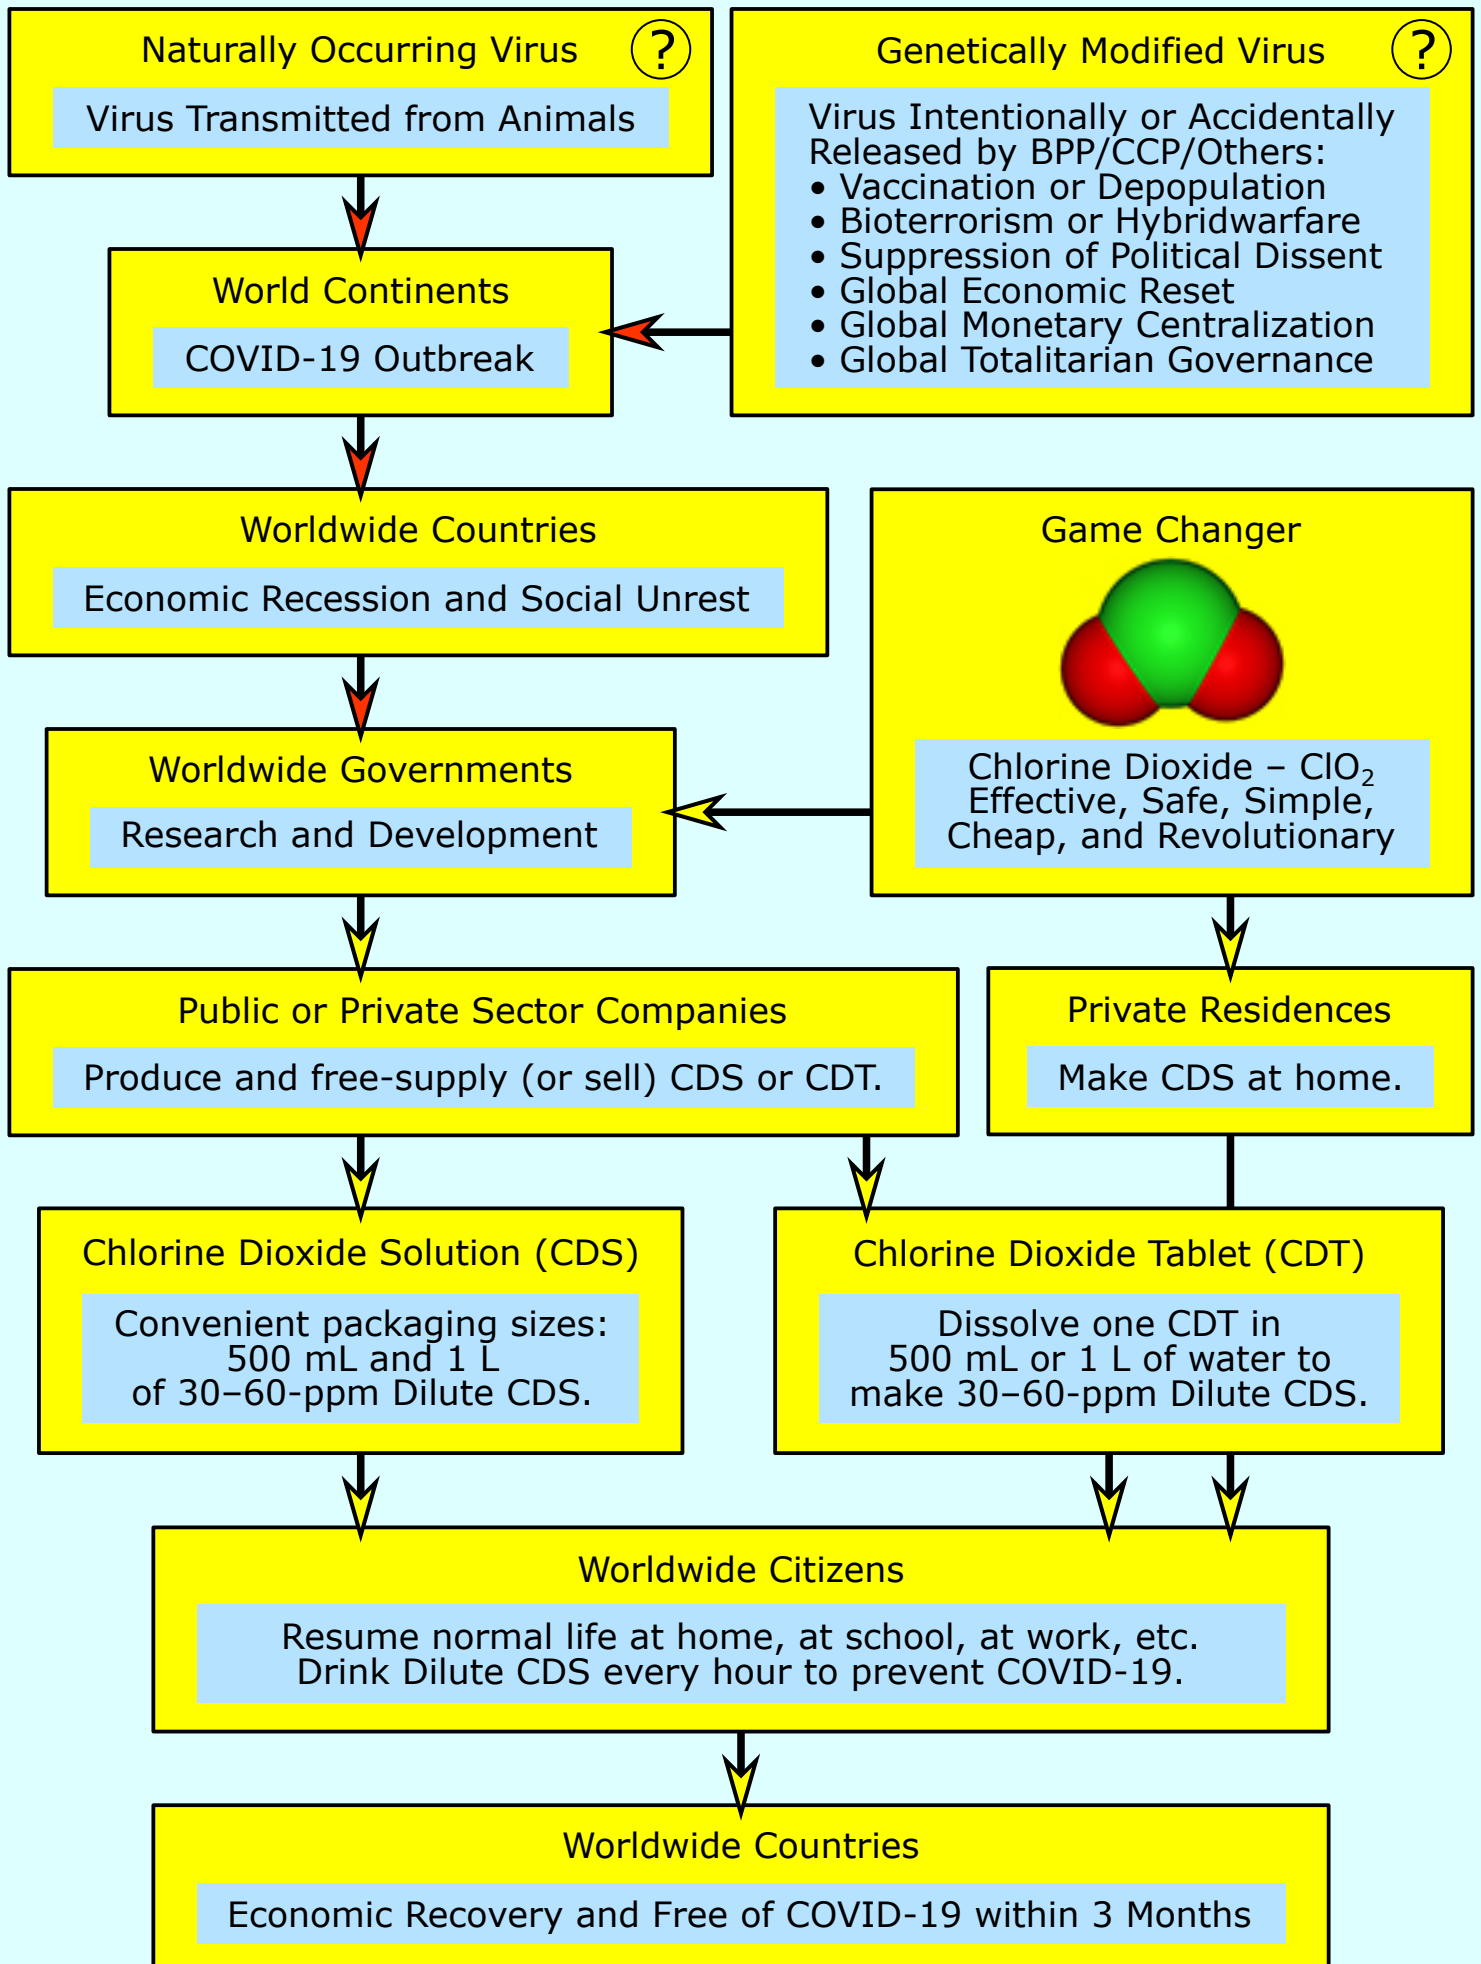 Naturally Occurring Virus
?
Virus Transmitted from Animals
Genetically Modified Virus
?
Virus Intentionally or Accidentally
Released by BPP/CCP/Others:
• Vaccination or Depopulation
• Bioterrorism or Hybridwarfare
• Suppression of Political Dissent
• Global Economic Reset
• Global Monetary Centralization
• Global Totalitarian Governance
World Continents
COVID-19 Outbreak
Worldwide Countries
Economic Recession and Social Unrest
Game Changer
Chlorine Dioxide – ClO₂
Effective, Safe, Simple,
Cheap, and Revolutionary
Worldwide Governments
Research and Development
Public or Private Sector Companies
Produce and free-supply (or sell) CDS or CDT.
Private Residences
Make CDS at home.
Chlorine Dioxide Solution (CDS)
Convenient packaging sizes:
500 mL and 1 L
of 30–60-ppm Dilute CDS.
Chlorine Dioxide Tablet (CDT)
Dissolve one CDT in
500 mL or 1 L of water to
make 30–60-ppm Dilute CDS.
Worldwide Citizens
Resume normal life at home, at school, at work, etc.
Drink Dilute CDS every hour to prevent COVID-19.
Worldwide Countries
Economic Recovery and Free of COVID-19 within 3 Months